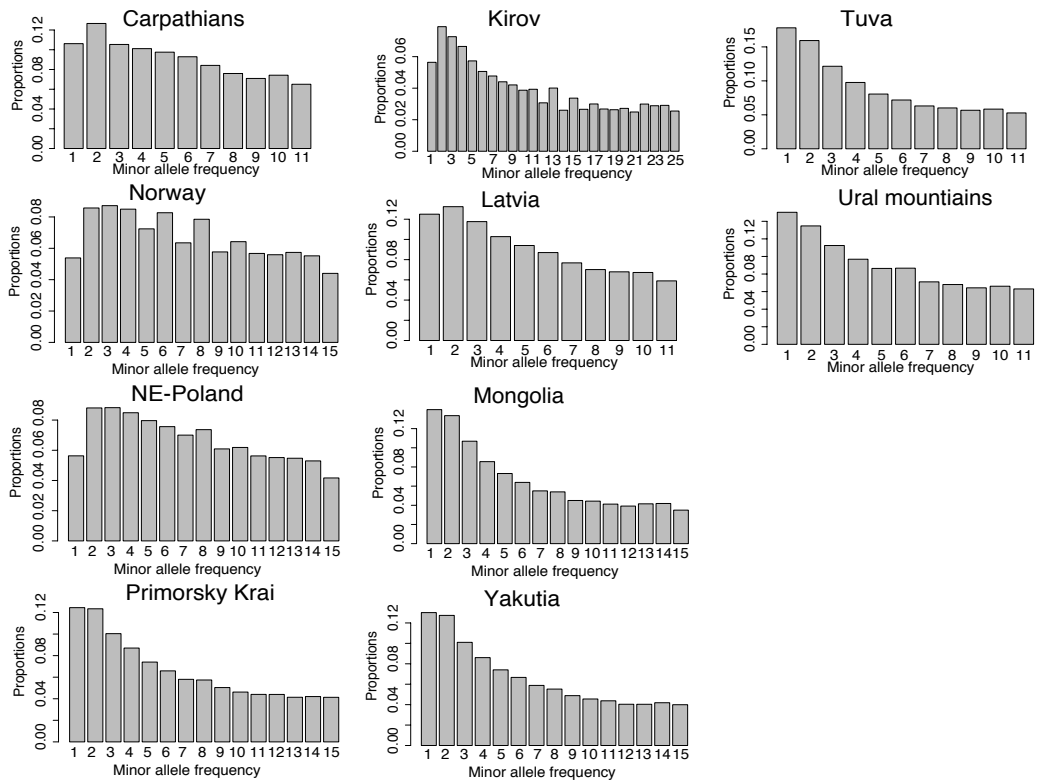 Carpathians
Proportions
0.00 0.04 0.08 0.12
1 2 3 4 5 6 7 8 9 10 11
Minor allele frequency
Kirov
Proportions
0.00 0.02 0.04 0.06
1 3 5 7 9 11 13 15 17 19 21 23 25
Minor allele frequency
Tuva
Proportions
0.00 0.05 0.10 0.15
1 2 3 4 5 6 7 8 9 10 11
Minor allele frequency
Norway
Proportions
0.00 0.02 0.04 0.06 0.08
1 2 3 4 5 6 7 8 9 10 11 12 13 14 15
Minor allele frequency
Latvia
Proportions
0.00 0.04 0.08 0.12
1 2 3 4 5 6 7 8 9 10 11
Minor allele frequency
Ural mountiains
Proportions
0.00 0.04 0.08 0.12
1 2 3 4 5 6 7 8 9 10 11
Minor allele frequency
NE-Poland
Proportions
0.00 0.02 0.04 0.06 0.08
1 2 3 4 5 6 7 8 9 10 11 12 13 14 15
Minor allele frequency
Mongolia
Proportions
0.00 0.04 0.08 0.12
1 2 3 4 5 6 7 8 9 10 11 12 13 14 15
Minor allele frequency
Primorsky Krai
Proportions
0.00 0.04 0.08 0.12
1 2 3 4 5 6 7 8 9 10 11 12 13 14 15
Minor allele frequency
Yakutia
Proportions
0.00 0.04 0.08 0.12
1 2 3 4 5 6 7 8 9 10 11 12 13 14 15
Minor allele frequency